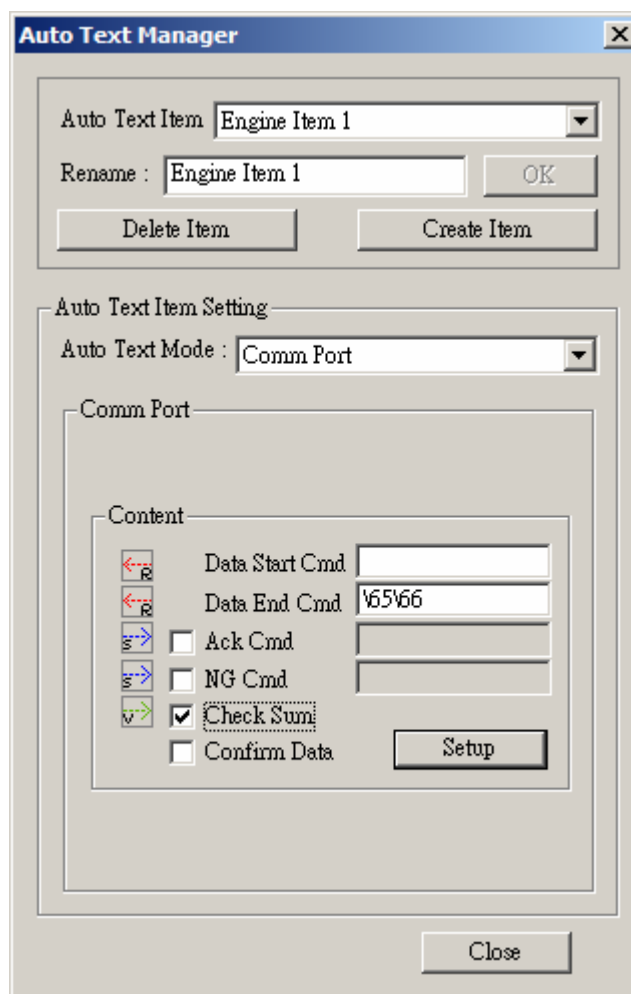 Auto Text Manager
Auto Text Item Engine Item 1
Rename : Engine Item 1 OK
Delete Item Create Item
Auto Text Item Setting
Auto Text Mode : Comm Port
Comm Port
Content
R Data Start Cmd
R Data End Cmd \65\66
s Ack Cmd
s NG Cmd
v Check Sum
Confirm Data Setup
Close